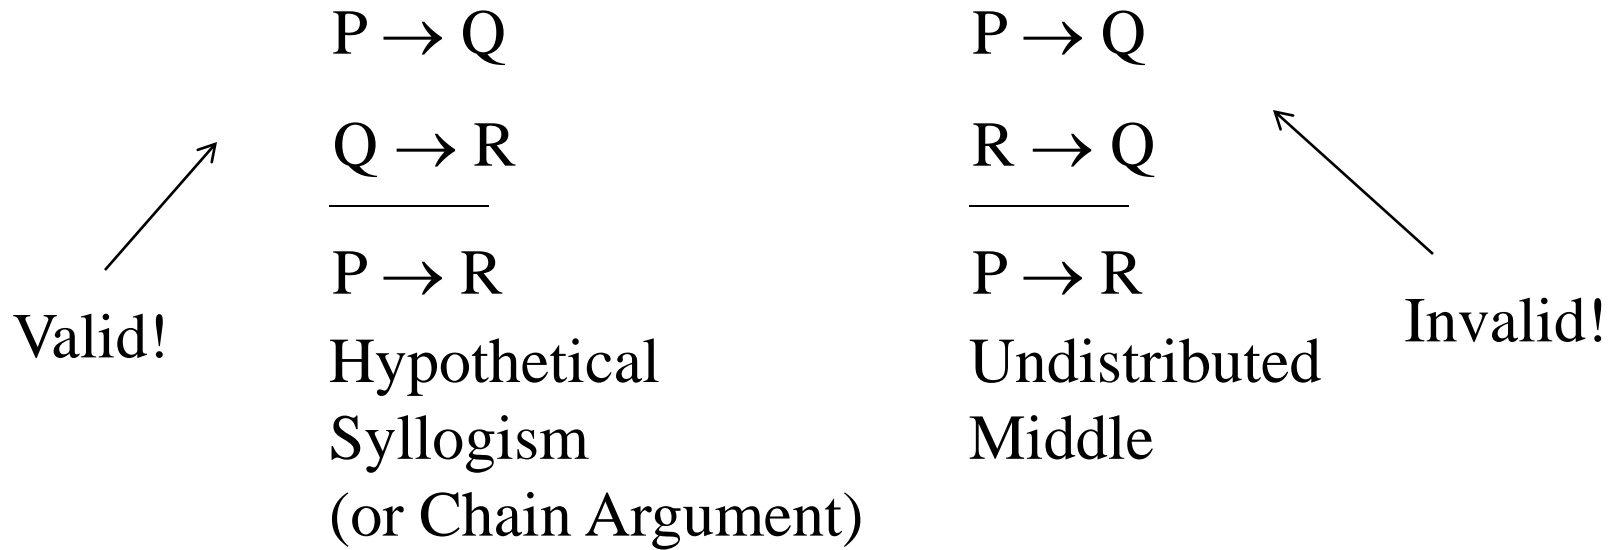 P → Q
Q → R
P → R
Valid!
Hypothetical
Syllogism
(or Chain Argument)
P → Q
R → Q
P → R
Undistributed
Middle
Invalid!